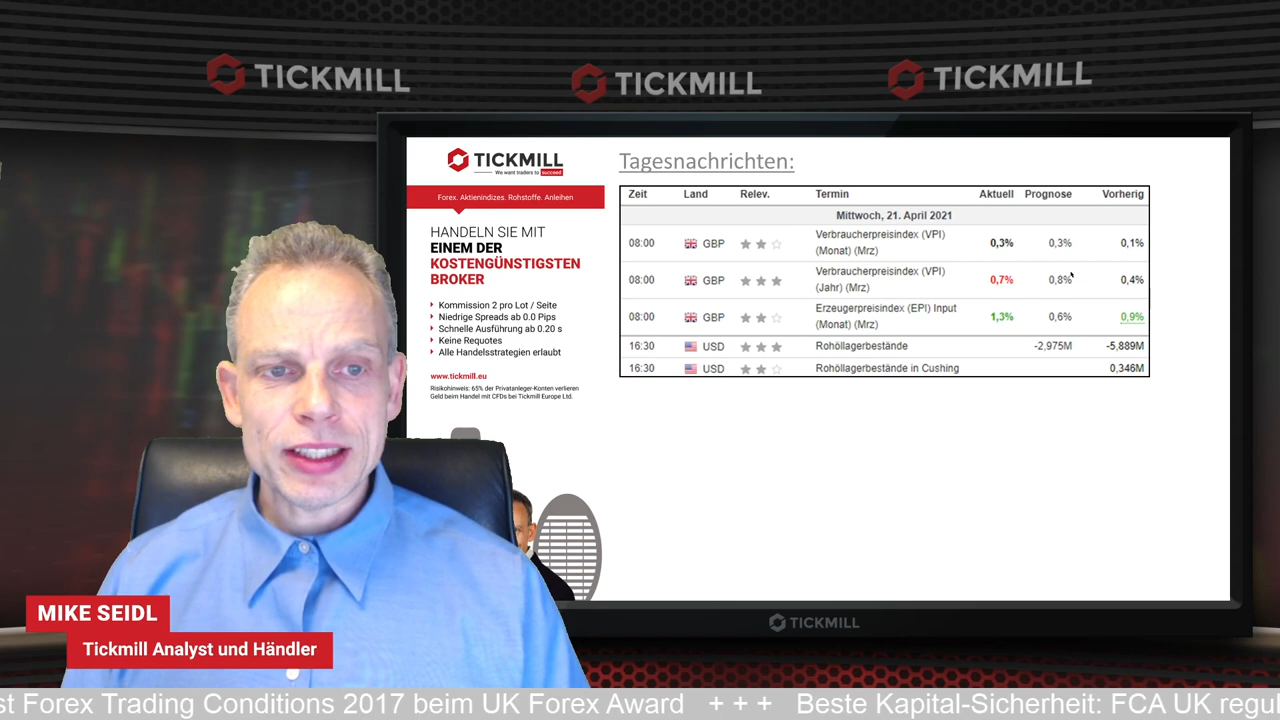 TICKMILL
TICKMILL
TICKMILL
TICKMILL
We want traders to succeed
Forex. Aktienindizes. Rohstoffe. Anleihen
HANDELN SIE MIT
EINEM DER
KOSTENGÜNSTIGSTEN
BROKER
Kommission 2 pro Lot / Seite
Niedrige Spreads ab 0.0 Pips
Schnelle Ausführung ab 0.20 s
Keine Requotes
Alle Handelsstrategien erlaubt
www.tickmill.eu
Risikohinweis: 65% der Privatanleger-Konten verlieren
Geld beim Handel mit CFDs bei Tickmill Europe Ltd.
Tagesnachrichten:
Zeit Land Relev. Termin Aktuell Prognose Vorherig
Mittwoch, 21. April 2021
08:00 GBP Verbraucherpreisindex (VPI) 0,3% 0,3% 0,1%
(Monat) (Mrz)
08:00 GBP Verbraucherpreisindex (VPI) 0,7% 0,8% 0,4%
(Jahr) (Mrz)
08:00 GBP Erzeugerpreisindex (EPI) Input 1,3% 0,6% 0,9%
(Monat) (Mrz)
16:30 USD Rohöllagerbestände -2,975M -5,889M
16:30 USD Rohöllagerbestände in Cushing 0,346M
TICKMILL
MIKE SEIDL
Tickmill Analyst und Händler
st Forex Trading Conditions 2017 beim UK Forex Award + + + Beste Kapital-Sicherheit: FCA UK regu